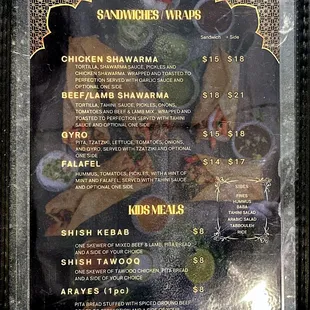 SANDWICHES / WRAPS
Sandwich + Side
CHICKEN SHAWARMA $15 $18
TORTILLA, SHAWARMA SAUCE, PICKLES AND
CHICKEN SHAWARMA, WRAPPED AND TOASTED TO
PERFECTION SERVED WITH GARLIC SAUCE AND
OPTIONAL ONE SIDE
BEEF/LAMB SHAWARMA $18 $21
TORTILLA, TAHINI SAUCE, PICKLES, ONIONS,
TOMATOES AND BEEF & LAMB MIX, WRAPPED AND
TOASTED TO PERFECTION SERVED WITH TAHINI
SAUCE AND OPTIONAL ONE SIDE
GYRO $15 $18
PITA, TZATZIKI, LETTUCE, TOMATOES, ONIONS,
AND GYRO, SERVED WITH TZATZIKI AND OPTIONAL
ONE SIDE
FALAFEL $14 $17
HUMMUS, TOMATOES, PICKLES, WITH A HINT OF
MINT AND FALAFEL, SERVED WITH TAHINI SAUCE
AND OPTIONAL ONE SIDE
SIDES
FRIES
HUMMUS
BABA
TAHINI SALAD
ARABIC SALAD
TABBOULEH
RICE
KIDS MEALS
SHISH KEBAB $8
ONE SKEWER OF MIXED BEEF & LAMB, PITA BREAD
AND A SIDE OF YOUR CHOICE
SHISH TAWOOQ $8
ONE SKEWER OF TAWOOQ CHICKEN, PITA BREAD
AND A SIDE OF YOUR CHOICE
ARAYES (1pc) $8
PITA BREAD STUFFED WITH SPICED GROUND BEEF